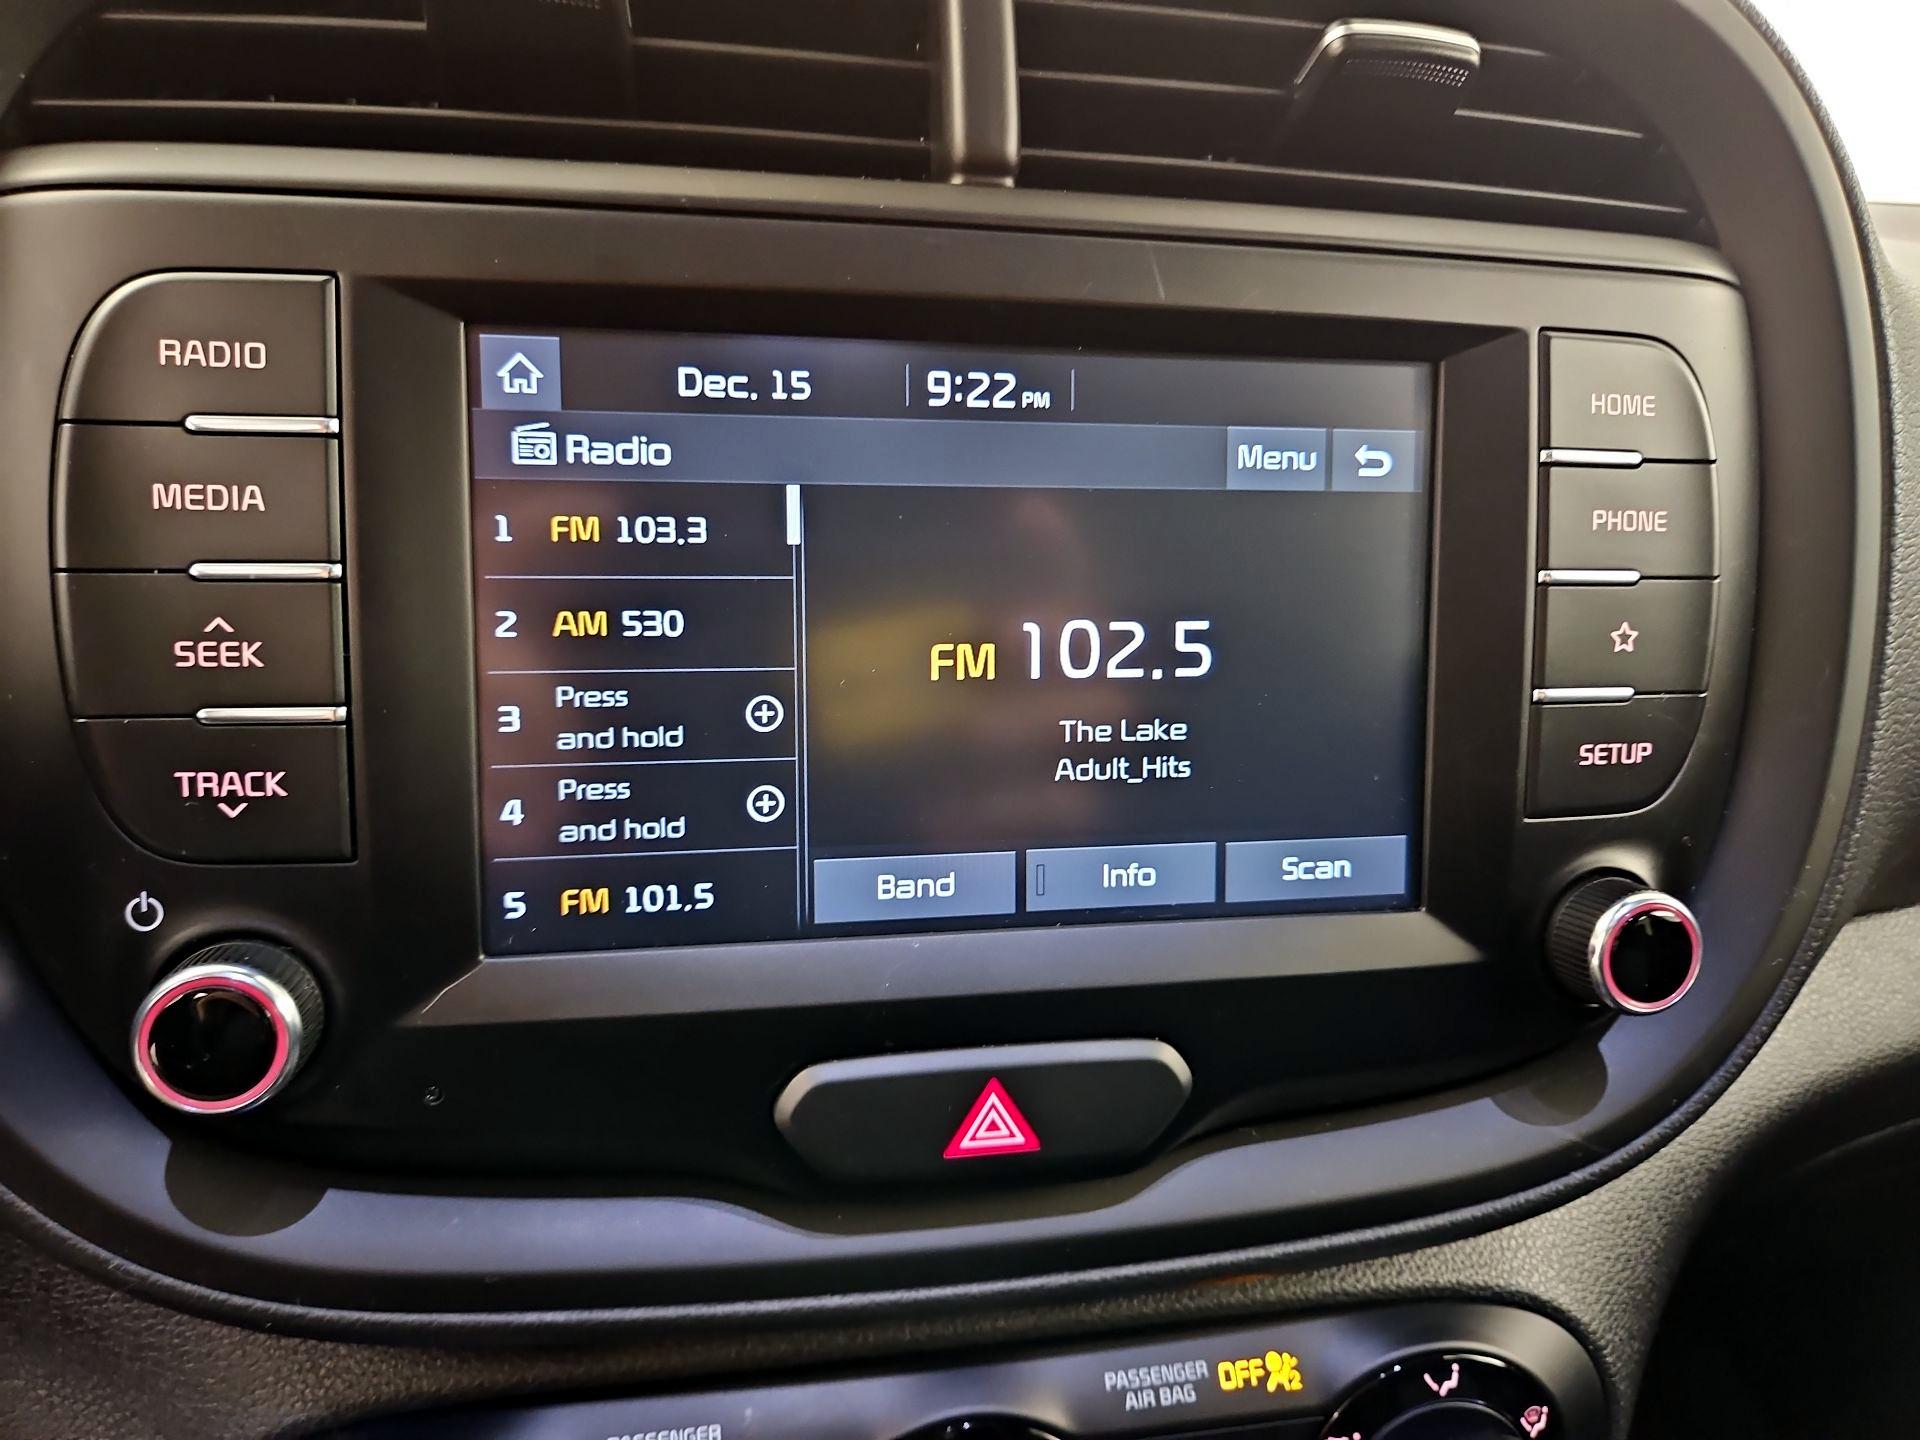 RADIO
MEDIA
SEEK
TRACK
Dec. 15
9:22 PM
Radio
Menu
1 FM 103.3
2 AM 530
3 Press
and hold
4 Press
and hold
5 FM 101.5
FM 102.5
The Lake
Adult_Hits
Band
Info
Scan
HOME
PHONE
SETUP
PASSENGER
AIR BAG
OFF
2
PASSENGER